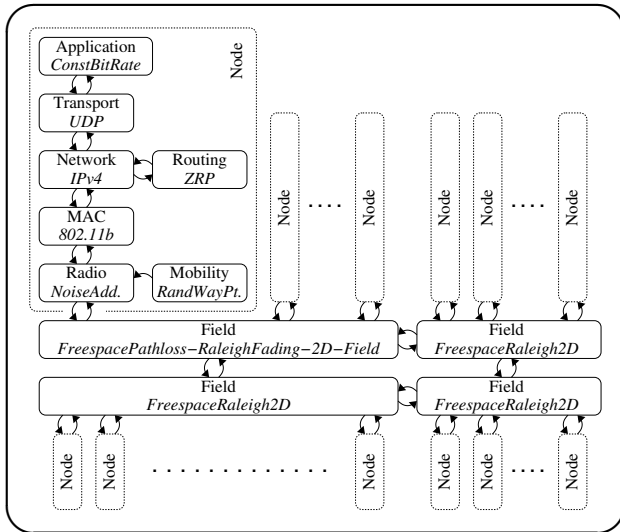 Application
ConstBitRate
Node
Transport
UDP
Network
IPv4
Routing
ZRP
MAC
802.11b
Radio
NoiseAdd.
Mobility
RandWayPt.
Node
. . . .
Node
Node
Node
. . . .
Node
Field
FreespacePathloss-RaleighFading-2D-Field
Field
FreespaceRaleigh2D
Field
FreespaceRaleigh2D
Field
FreespaceRaleigh2D
Node
Node
. . . . . . . . . . . . .
Node
Node
Node
. . . .
Node